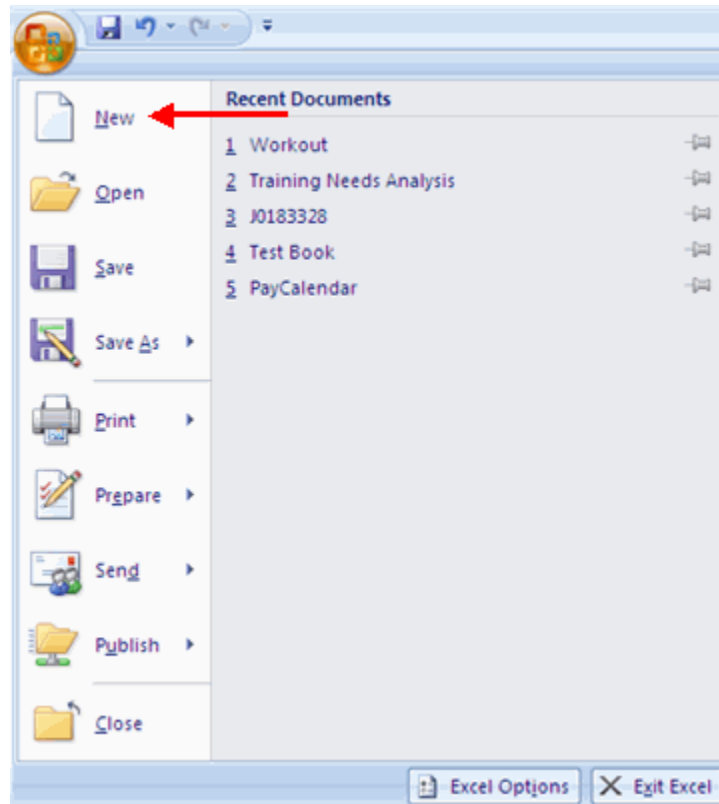 New
Open
Save
Save As
Print
Prepare
Send
Publish
Close
Recent Documents
1 Workout
2 Training Needs Analysis
3 J0183328
4 Test Book
5 PayCalendar
Excel Options
Exit Excel